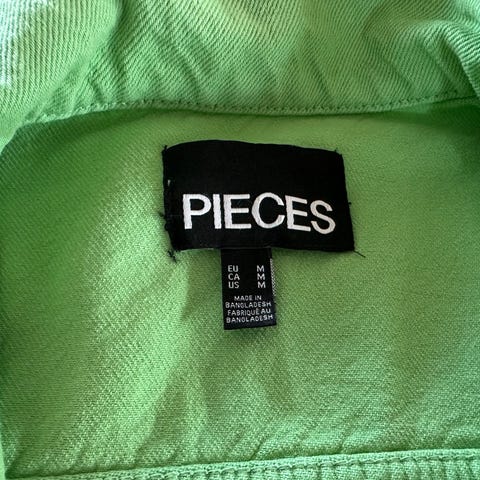 PIECES
EU M
CA M
US M
MADE IN
BANGLADESH
FABRIQUÉ AU
BANGLADESH